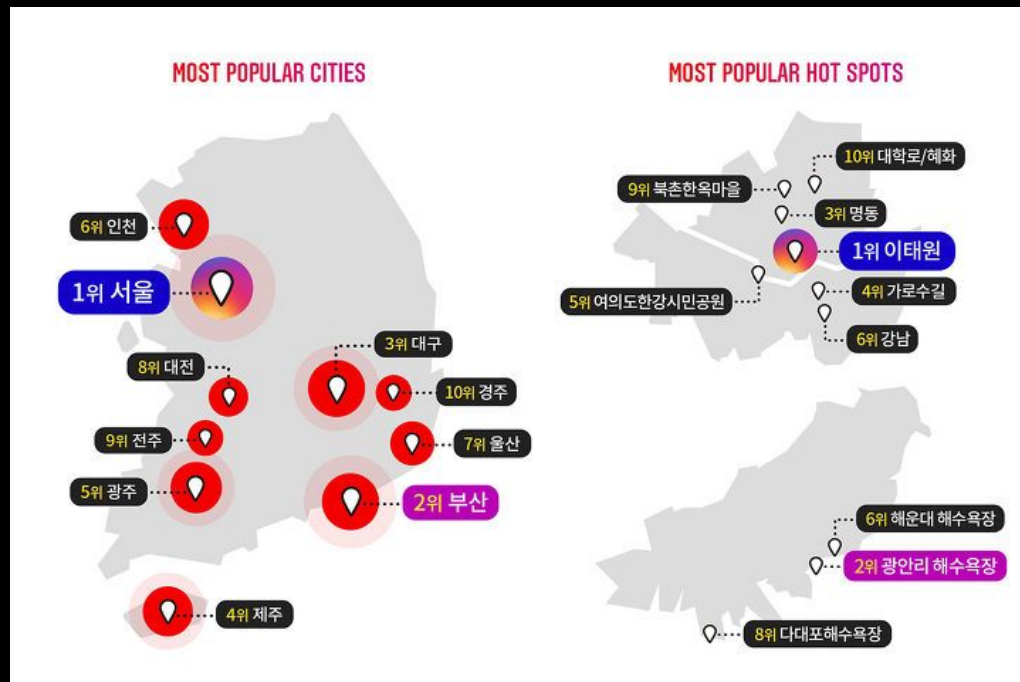 MOST POPULAR CITIES
6위 인천
1위 서울
3위 대구
8위 대전
10위 경주
9위 전주
7위 울산
5위 광주
2위 부산
4위 제주
MOST POPULAR HOT SPOTS
10위 대학로/혜화
9위 북촌한옥마을
3위 명동
1위 이태원
4위 가로수길
5위 여의도한강시민공원
6위 강남
6위 해운대 해수욕장
2위 광안리 해수욕장
8위 다대포해수욕장